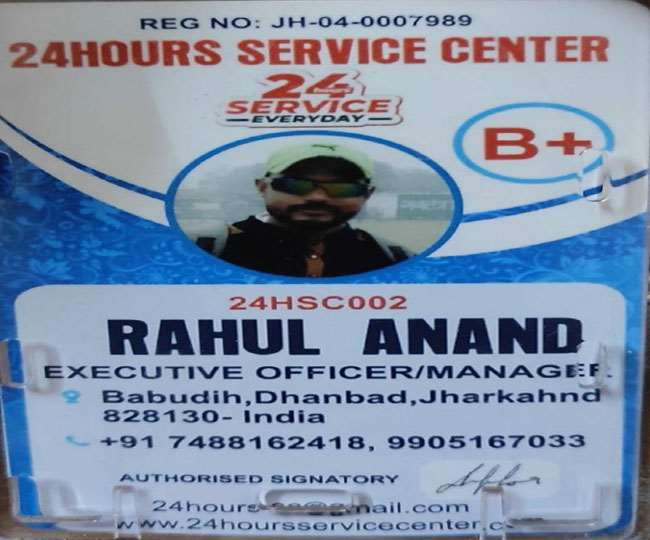 REG NO: JH-04-0007989
24HOURS SERVICE CENTER
24
SERVICE
EVERYDAY
B+
24HSC002
RAHUL ANAND
EXECUTIVE OFFICER/MANAGER
Babudih,Dhanbad,Jharkahnd
828130- India
+91 7488162418, 9905167033
AUTHORISED SIGNATORY